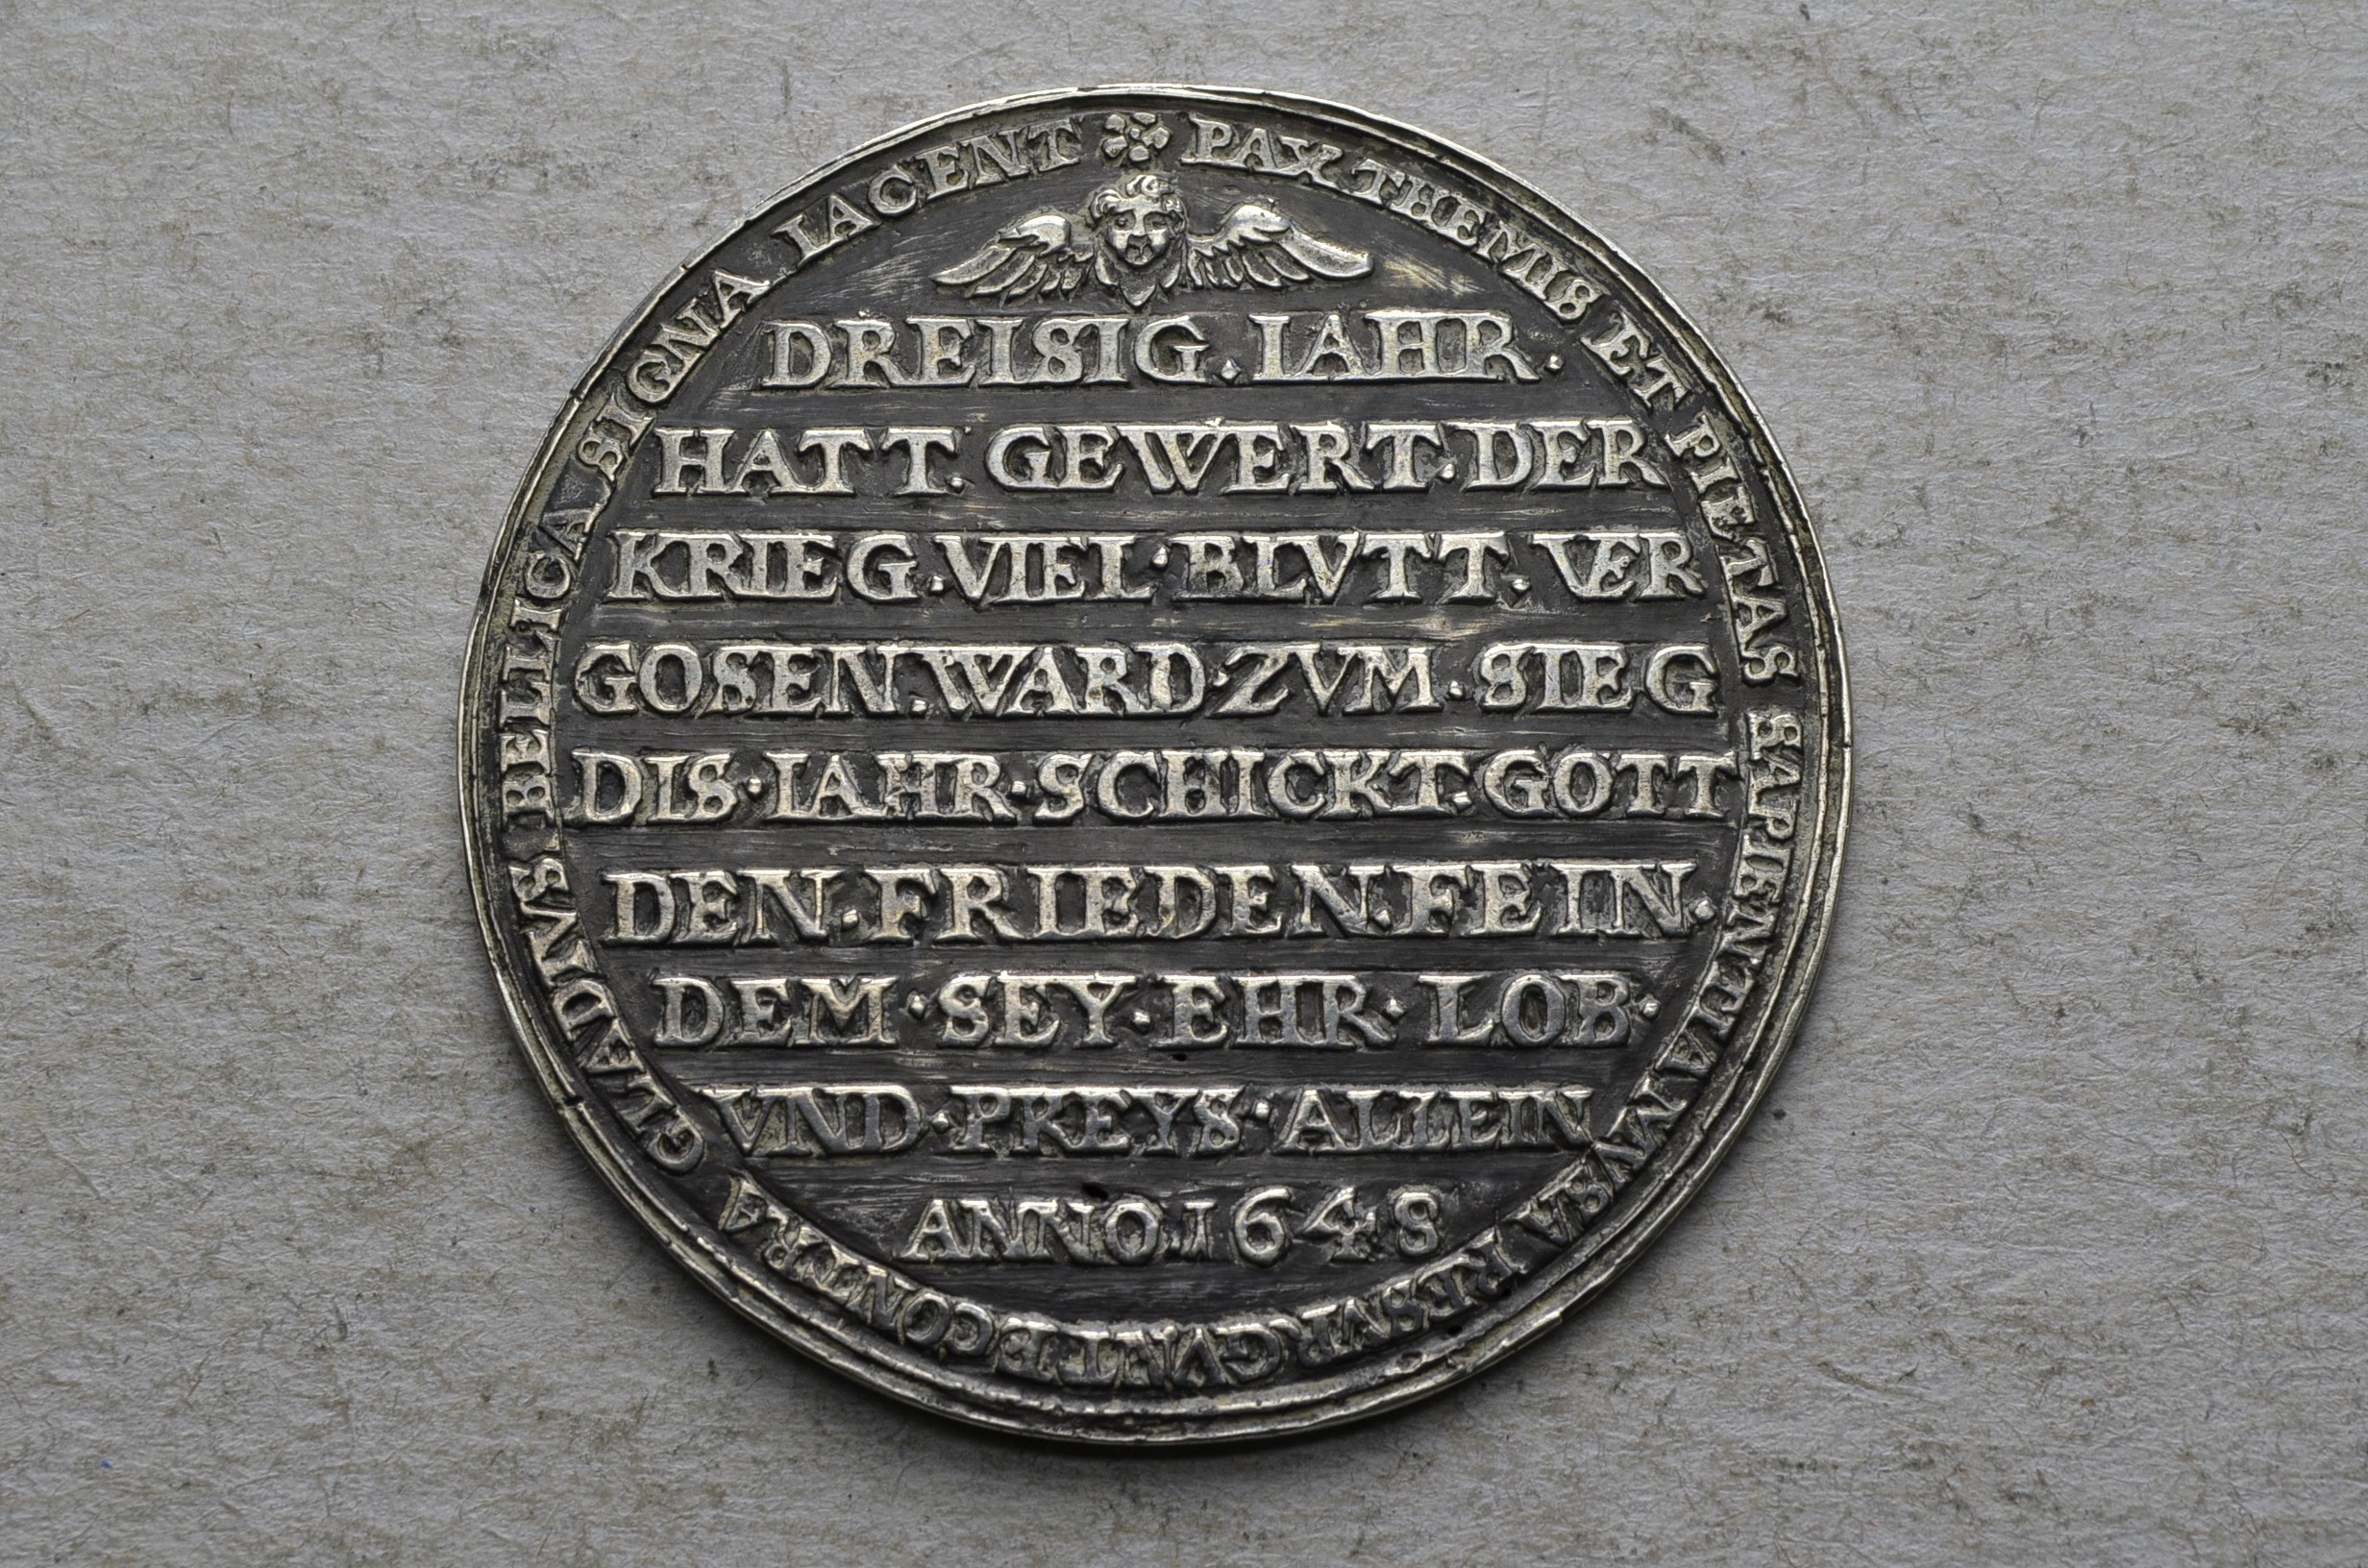 PAX THEMIS ET PIETAS SAPIENTIA MVSA RESVRGVNT ECONTRA GLADIVS BELLICA SIGNA IACENT
DREISIG. IAHR.
HATT. GEWERT. DER
KRIEG. VIEL. BLVTT. VER
GOSEN. WARD. ZVM. SIEG
DIS. IAHR. SCHICKT. GOTT
DEN. FRIEDEN. FEIN.
DEM. SEY. EHR. LOB.
VND. PREYS. ALLEIN
ANNO. 1648